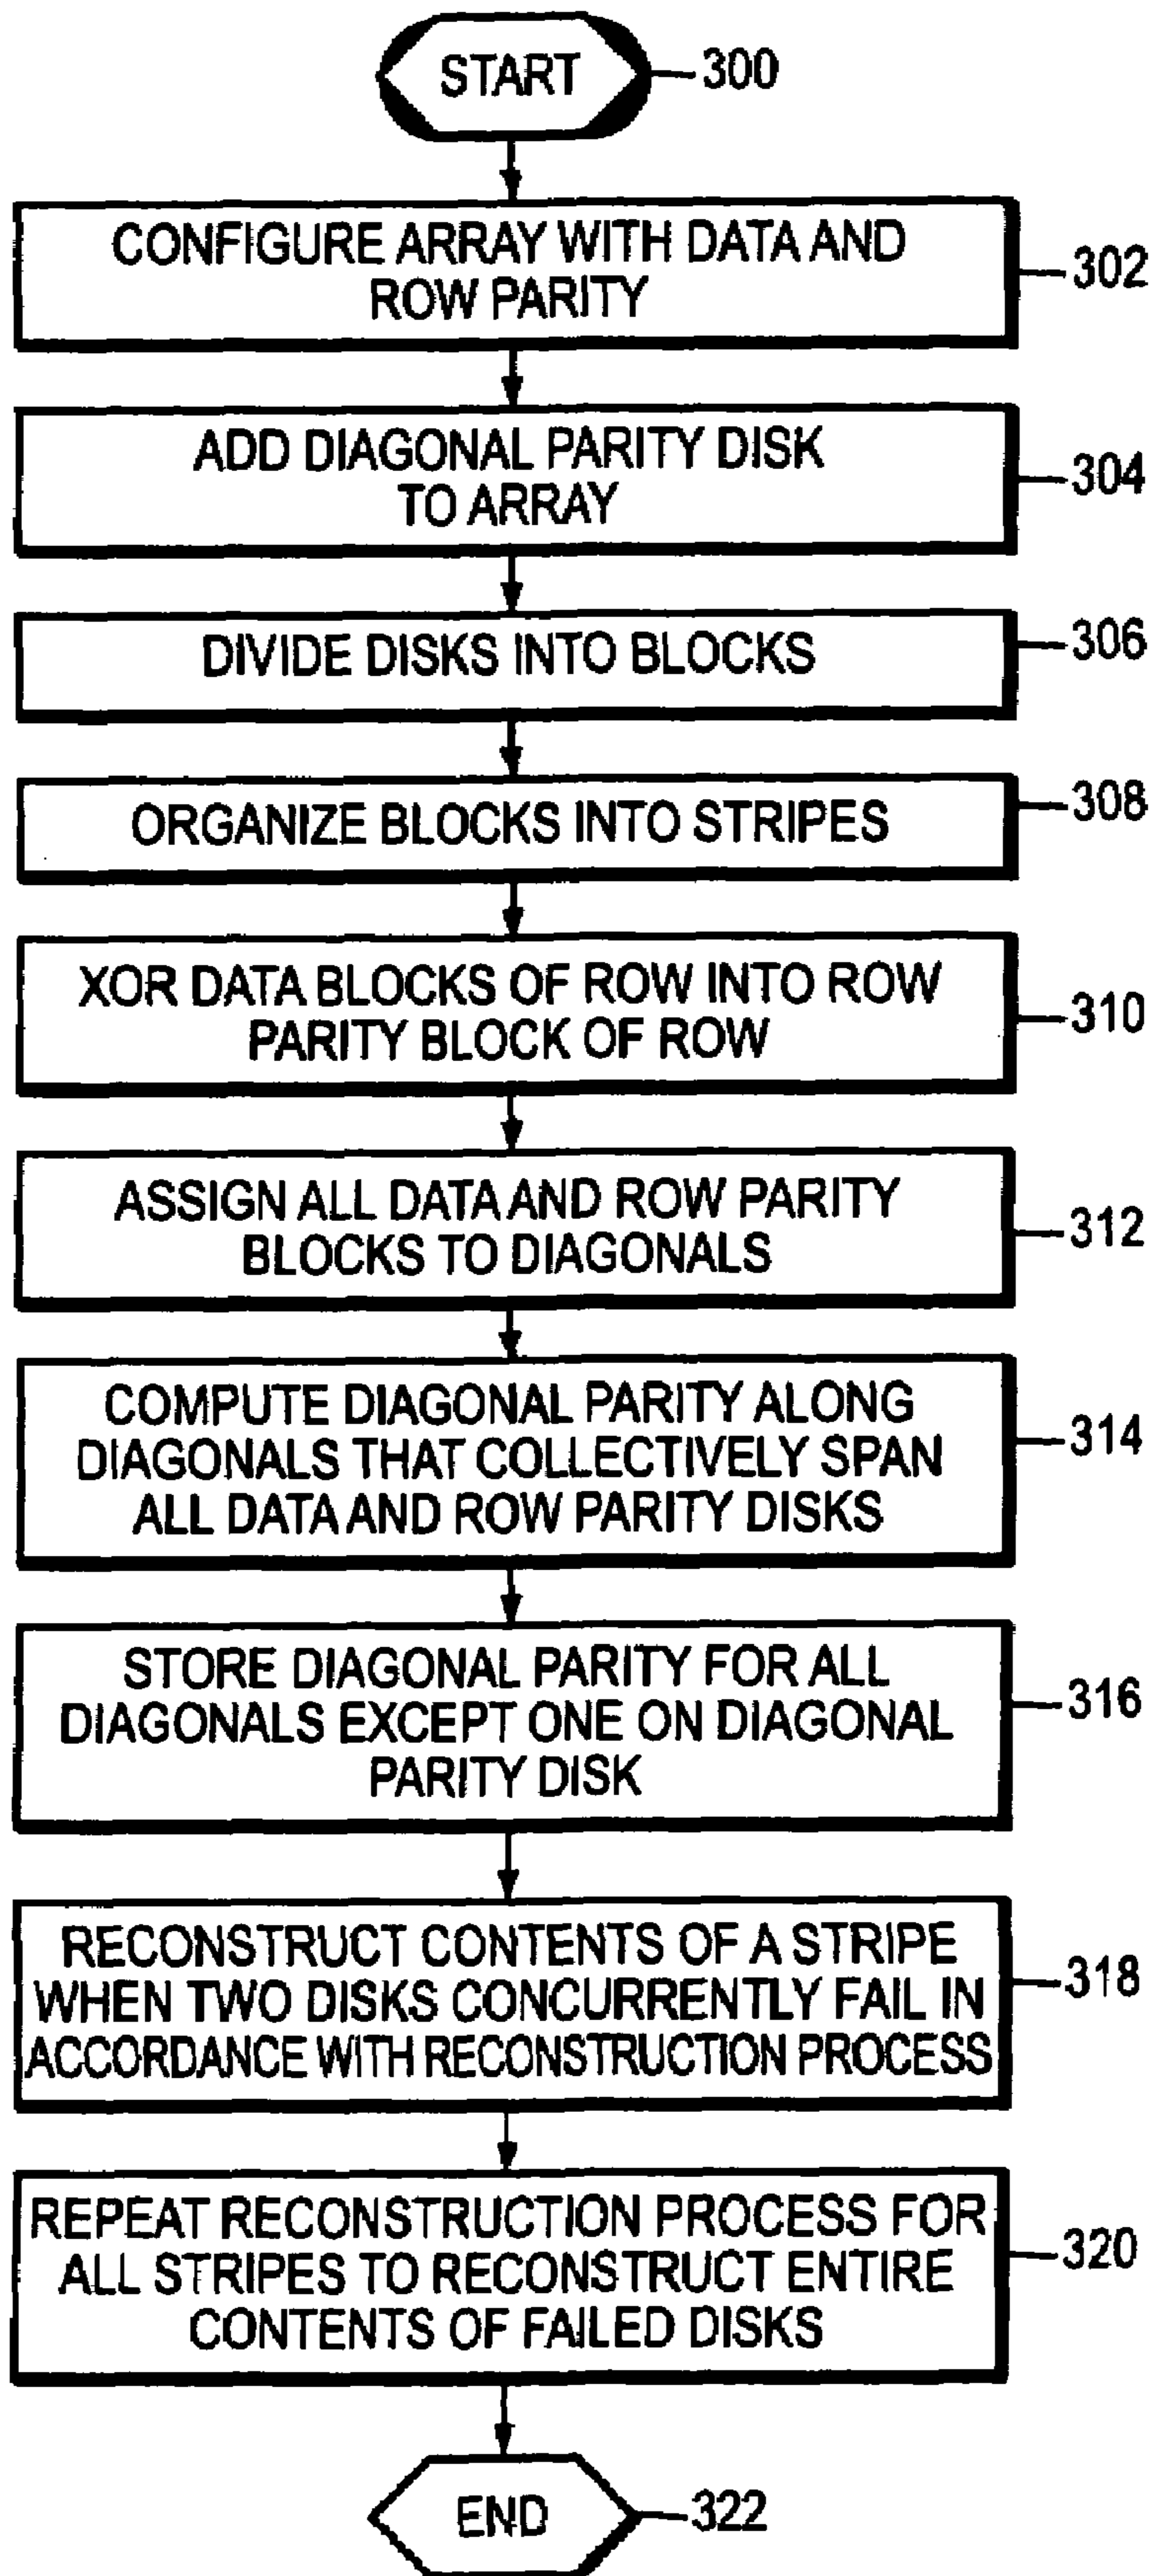 START
300
CONFIGURE ARRAY WITH DATA AND
ROW PARITY
302
ADD DIAGONAL PARITY DISK
TO ARRAY
304
DIVIDE DISKS INTO BLOCKS
306
ORGANIZE BLOCKS INTO STRIPES
308
XOR DATA BLOCKS OF ROW INTO ROW
PARITY BLOCK OF ROW
310
ASSIGN ALL DATA AND ROW PARITY
BLOCKS TO DIAGONALS
312
COMPUTE DIAGONAL PARITY ALONG
DIAGONALS THAT COLLECTIVELY SPAN
ALL DATA AND ROW PARITY DISKS
314
STORE DIAGONAL PARITY FOR ALL
DIAGONALS EXCEPT ONE ON DIAGONAL
PARITY DISK
316
RECONSTRUCT CONTENTS OF A STRIPE
WHEN TWO DISKS CONCURRENTLY FAIL IN
ACCORDANCE WITH RECONSTRUCTION PROCESS
318
REPEAT RECONSTRUCTION PROCESS FOR
ALL STRIPES TO RECONSTRUCT ENTIRE
CONTENTS OF FAILED DISKS
320
END
322